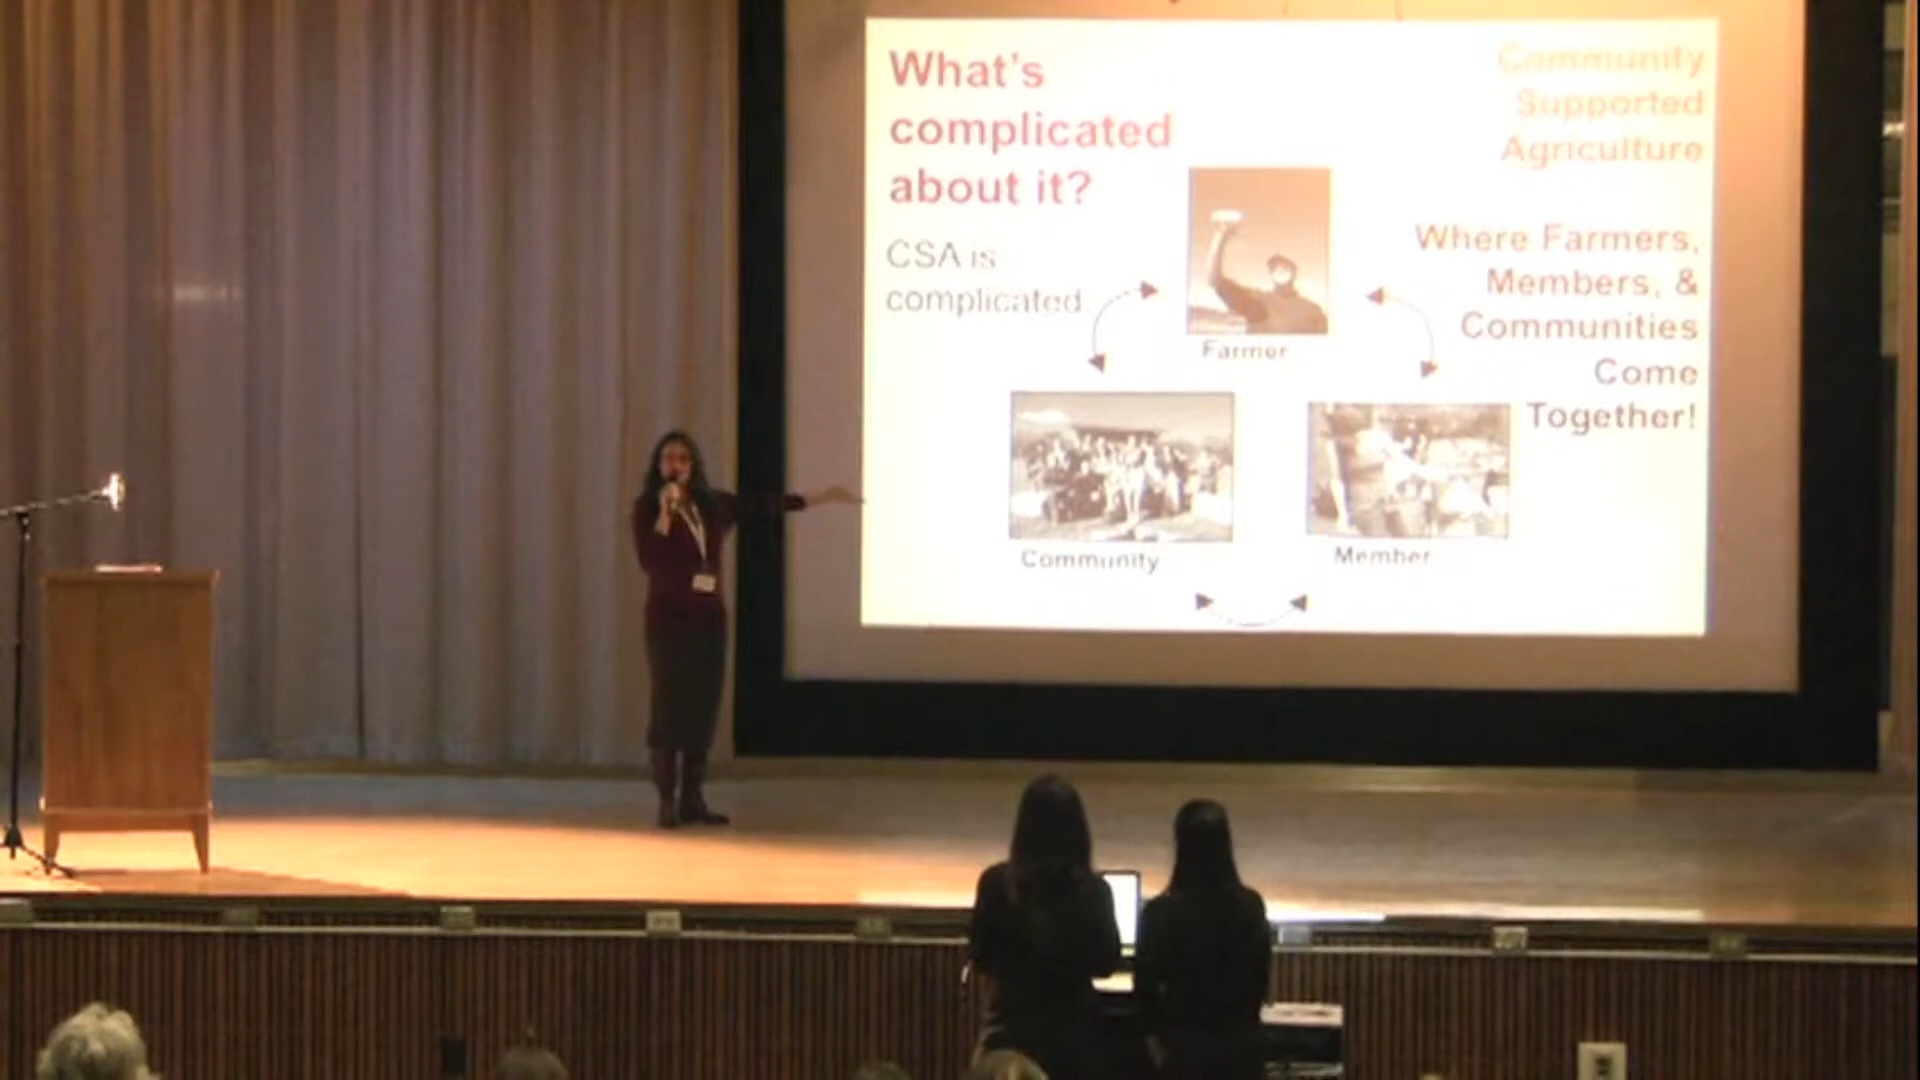 What's
complicated
about it?
CSA is
complicated
Community
Supported
Agriculture
Where Farmers,
Members, &
Communities
Come
Together!
Farmer
Community
Member